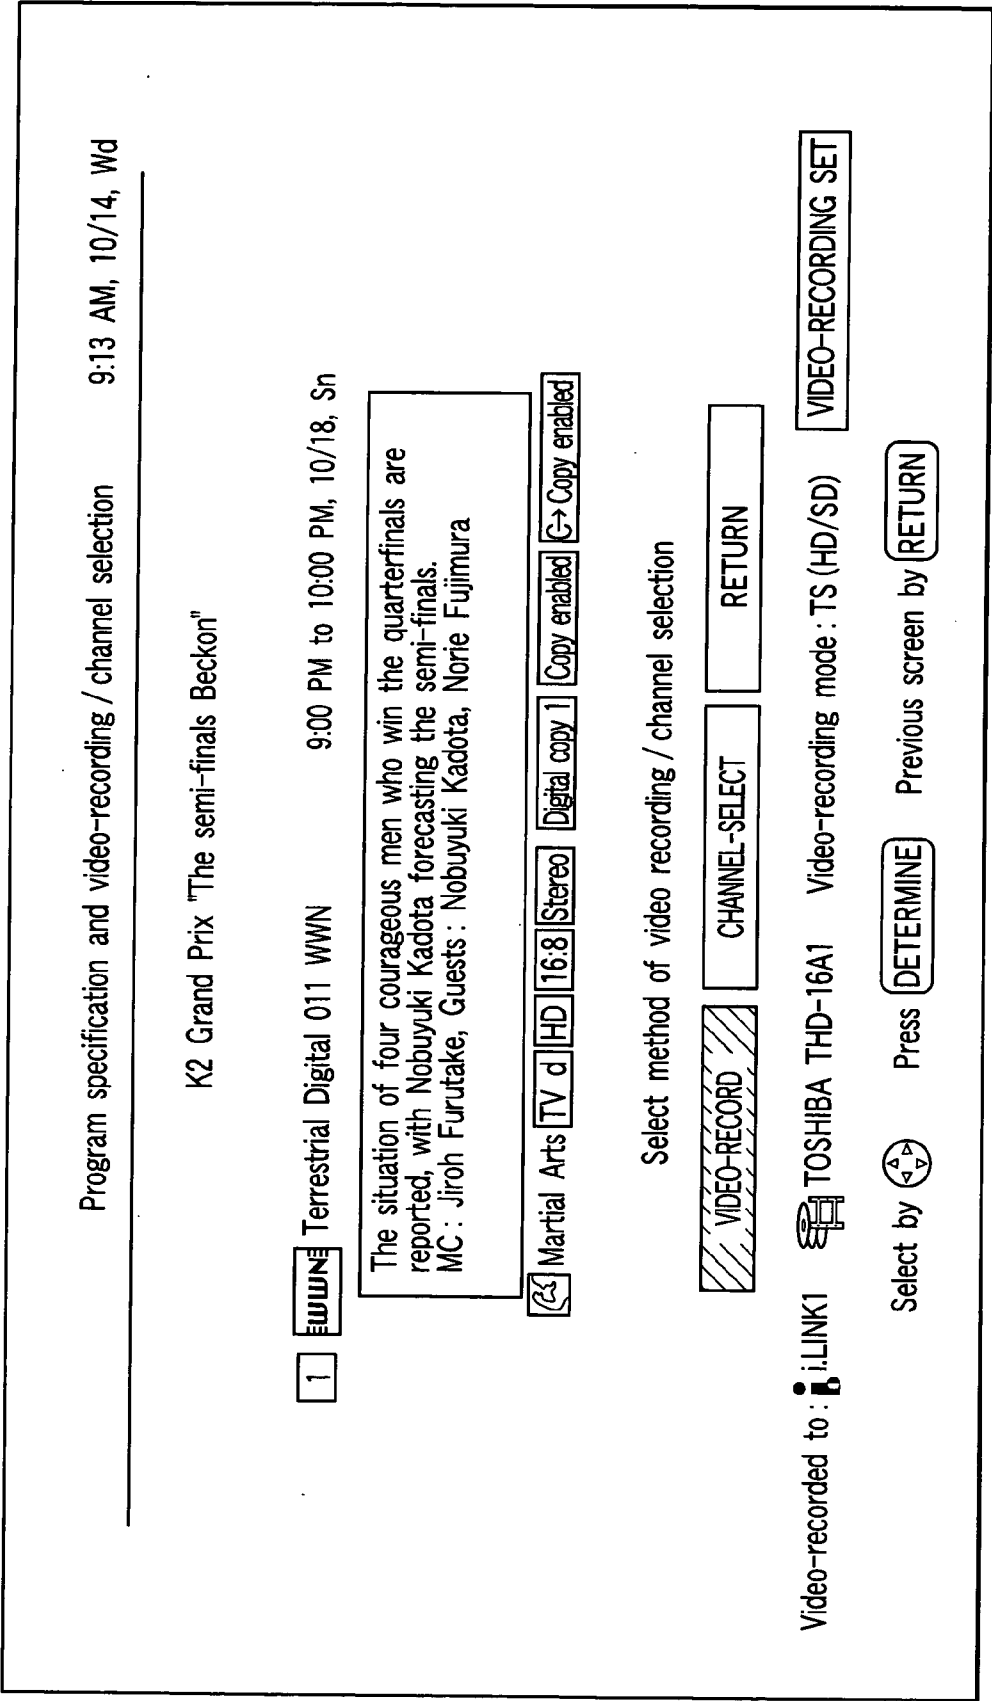 Program specification and video-recording / channel selection 9:13 AM, 10/14, Wd
K2 Grand Prix "The semi-finals Beckon"
1 WWN Terrestrial Digital 011 WWN 9:00 PM to 10:00 PM, 10/18, Sn
The situation of four courageous men who win the quarterfinals are
reported, with Nobuyuki Kadota forecasting the semi-finals.
MC : Jiroh Furutake, Guests : Nobuyuki Kadota, Norie Fujimura
Martial Arts TV d HD 16:8 Stereo Digital copy 1 Copy enabled Copy enabled
Select method of video recording / channel selection
VIDEO-RECORD CHANNEL-SELECT RETURN
Video-recorded to : i.LINK1 TOSHIBA THD-16A1 Video-recording mode : TS (HD/SD) VIDEO-RECORDING SET
Select by Press DETERMINE Previous screen by RETURN